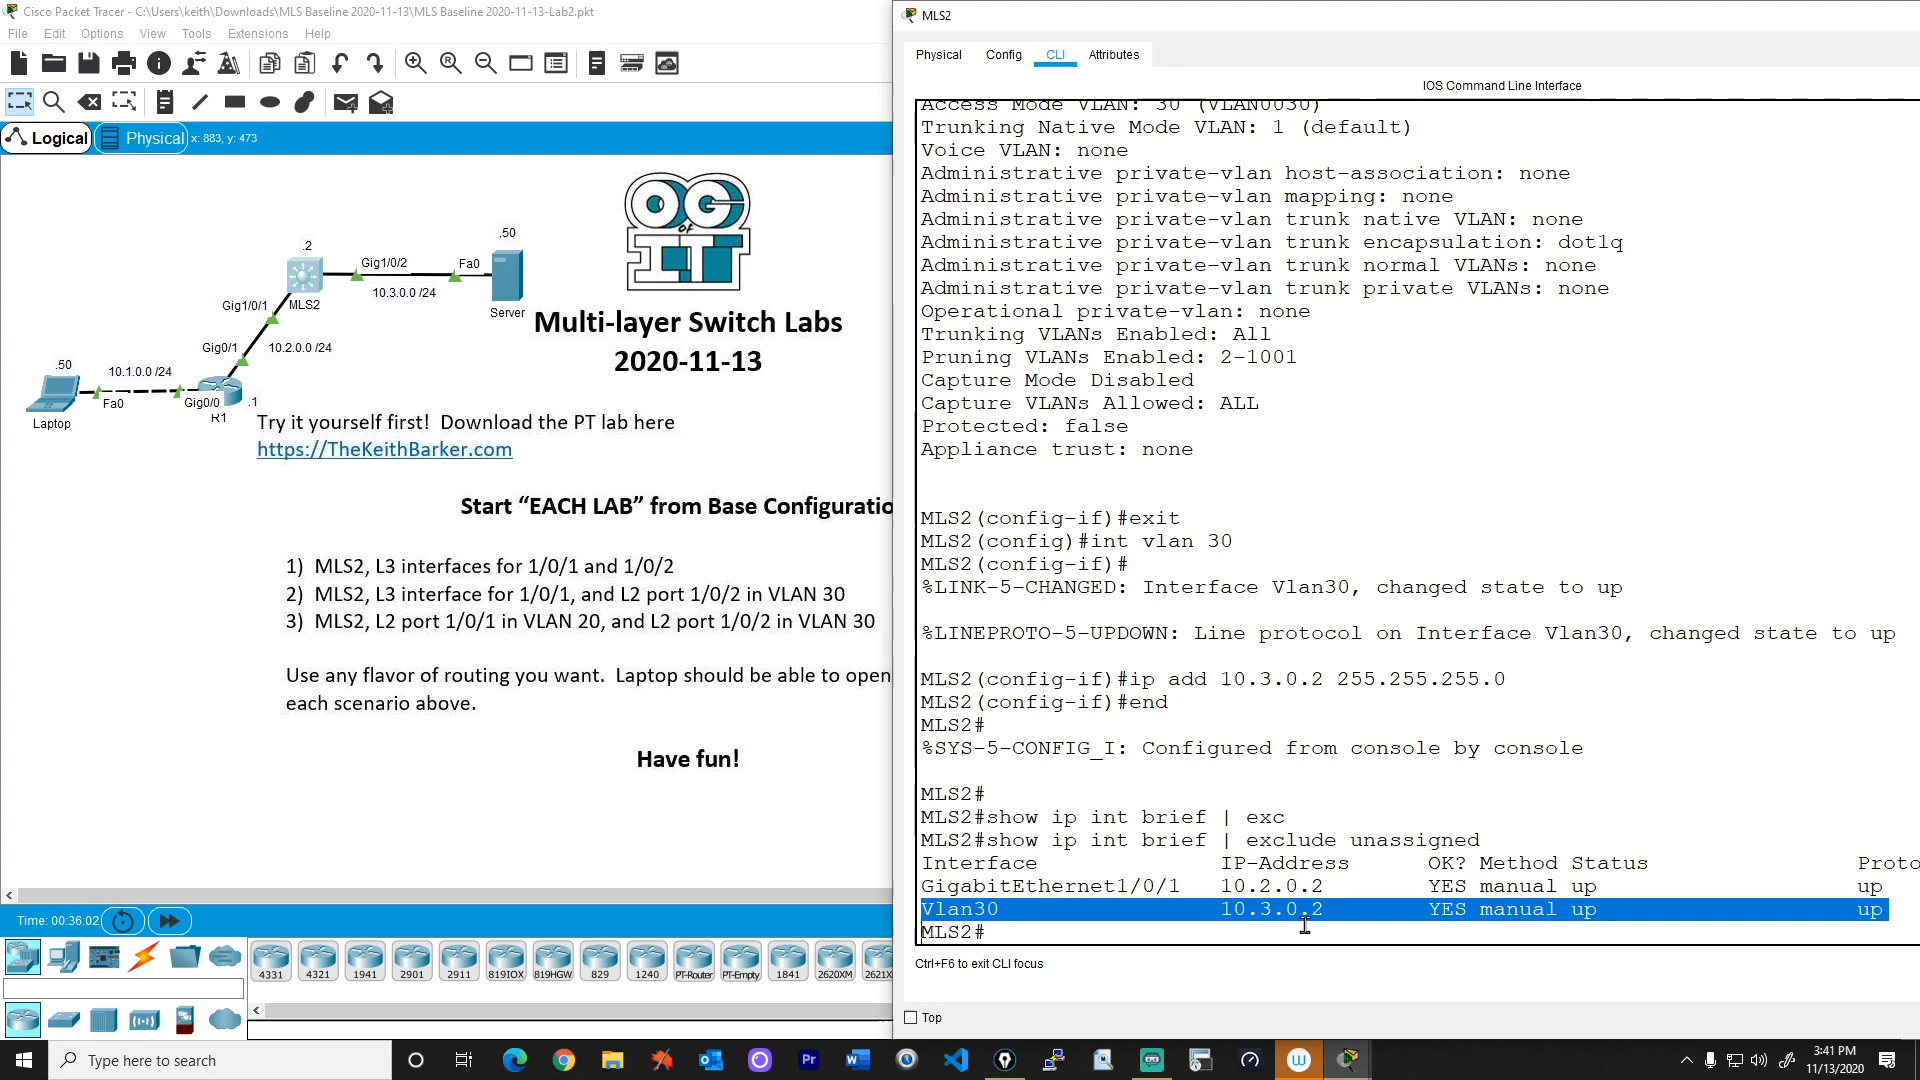 Cisco Packet Tracer - C:\Users\keith\Downloads\MLS Baseline 2020-11-13\MLS Baseline 2020-11-13-Lab2.pkt
File Edit Options View Tools Extensions Help
Logical Physical x: 883, y: 473
.2
.50
Gig1/0/2
Fa0
10.3.0.0 /24
Gig1/0/1
MLS2
Server
Gig0/1
10.2.0.0 /24
.50
10.1.0.0 /24
Fa0
Gig0/0
.1
R1
Laptop
OG
OF
IT
Multi-layer Switch Labs
2020-11-13
Try it yourself first! Download the PT lab here
https://TheKeithBarker.com
Start “EACH LAB” from Base Configuratio
1) MLS2, L3 interfaces for 1/0/1 and 1/0/2
2) MLS2, L3 interface for 1/0/1, and L2 port 1/0/2 in VLAN 30
3) MLS2, L2 port 1/0/1 in VLAN 20, and L2 port 1/0/2 in VLAN 30
Use any flavor of routing you want. Laptop should be able to open
each scenario above.
Have fun!
Time: 00:36:02
4331 4321 1941 2901 2911 819IOX 819HGW 829 1240 PT-Router PT-Empty 1841 2620XM 2621X
MLS2
Physical Config CLI Attributes
IOS Command Line Interface
Access Mode VLAN: 30 (VLAN0030)
Trunking Native Mode VLAN: 1 (default)
Voice VLAN: none
Administrative private-vlan host-association: none
Administrative private-vlan mapping: none
Administrative private-vlan trunk native VLAN: none
Administrative private-vlan trunk encapsulation: dot1q
Administrative private-vlan trunk normal VLANs: none
Administrative private-vlan trunk private VLANs: none
Operational private-vlan: none
Trunking VLANs Enabled: All
Pruning VLANs Enabled: 2-1001
Capture Mode Disabled
Capture VLANs Allowed: ALL
Protected: false
Appliance trust: none
MLS2(config-if)#exit
MLS2(config)#int vlan 30
MLS2(config-if)#
%LINK-5-CHANGED: Interface Vlan30, changed state to up
%LINEPROTO-5-UPDOWN: Line protocol on Interface Vlan30, changed state to up
MLS2(config-if)#ip add 10.3.0.2 255.255.255.0
MLS2(config-if)#end
MLS2#
%SYS-5-CONFIG_I: Configured from console by console
MLS2#
MLS2#show ip int brief | exc
MLS2#show ip int brief | exclude unassigned
Interface IP-Address OK? Method Status Proto
GigabitEthernet1/0/1 10.2.0.2 YES manual up up
Vlan30 10.3.0.2 YES manual up up
MLS2#
Ctrl+F6 to exit CLI focus
Top
Type here to search
Pr
3:41 PM
11/13/2020